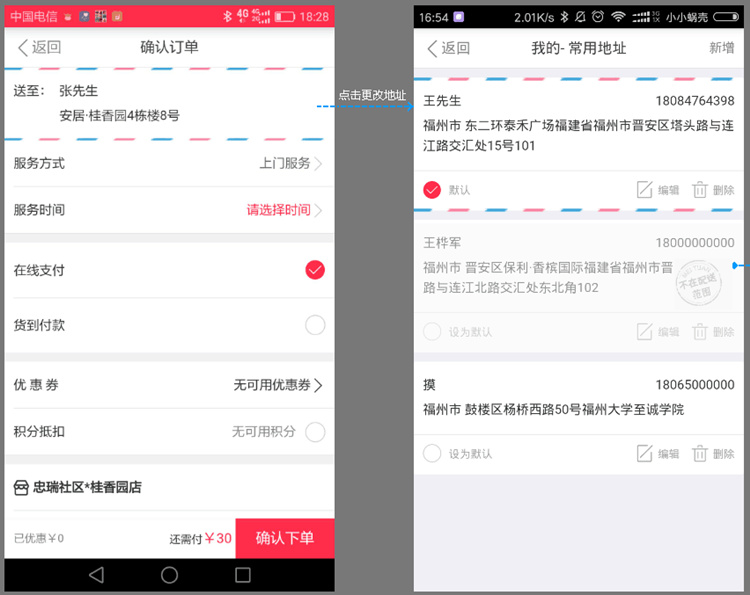 中国电信
4G
18:28
返回
确认订单
送至： 张先生
安居·桂香园4栋楼8号
服务方式
上门服务
服务时间
请选择时间
在线支付
货到付款
优 惠 券
无可用优惠券
积分抵扣
无可用积分
忠瑞社区*桂香园店
已优惠￥0
还需付￥30
确认下单
点击更改地址
16:54
2.01K/s
小小蜗壳
返回
我的- 常用地址
新增
王先生
18084764398
福州市 东二环泰禾广场福建省福州市晋安区塔头路与连
江路交汇处15号101
默认
编辑
删除
王桦军
18000000000
福州市 晋安区保利·香槟国际福建省福州市晋
路与连江北路交汇处东北角102
不在配送
范围
设为默认
编辑
删除
摸
18065000000
福州市 鼓楼区杨桥西路50号福州大学至诚学院
设为默认
编辑
删除